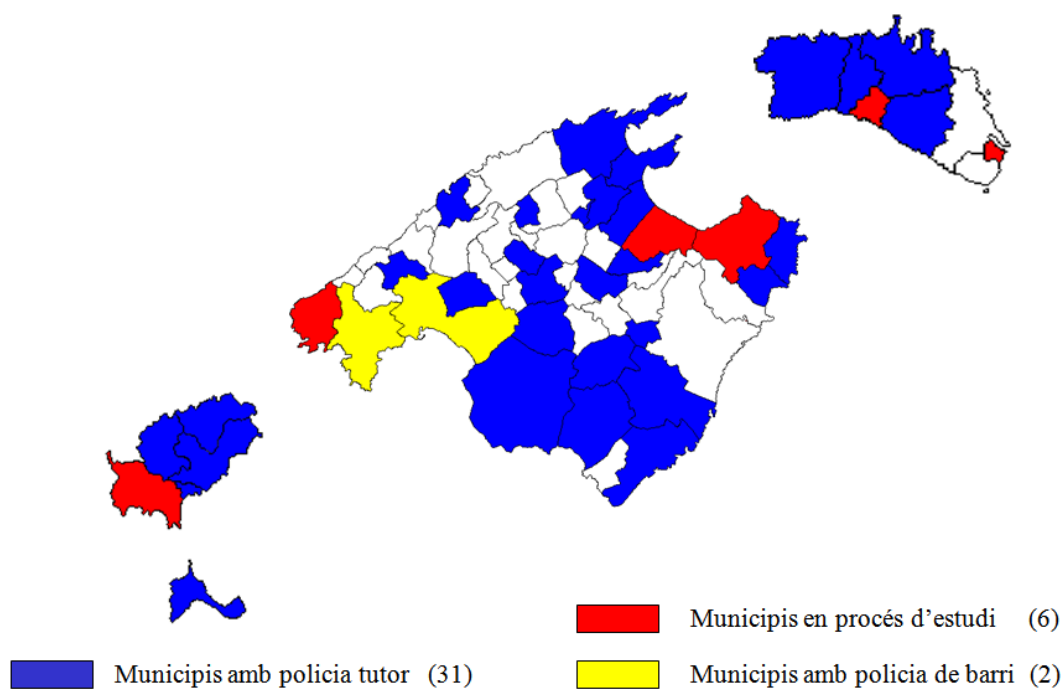 Municipis en procés d’estudi (6)
Municipis amb policia tutor (31)
Municipis amb policia de barri (2)